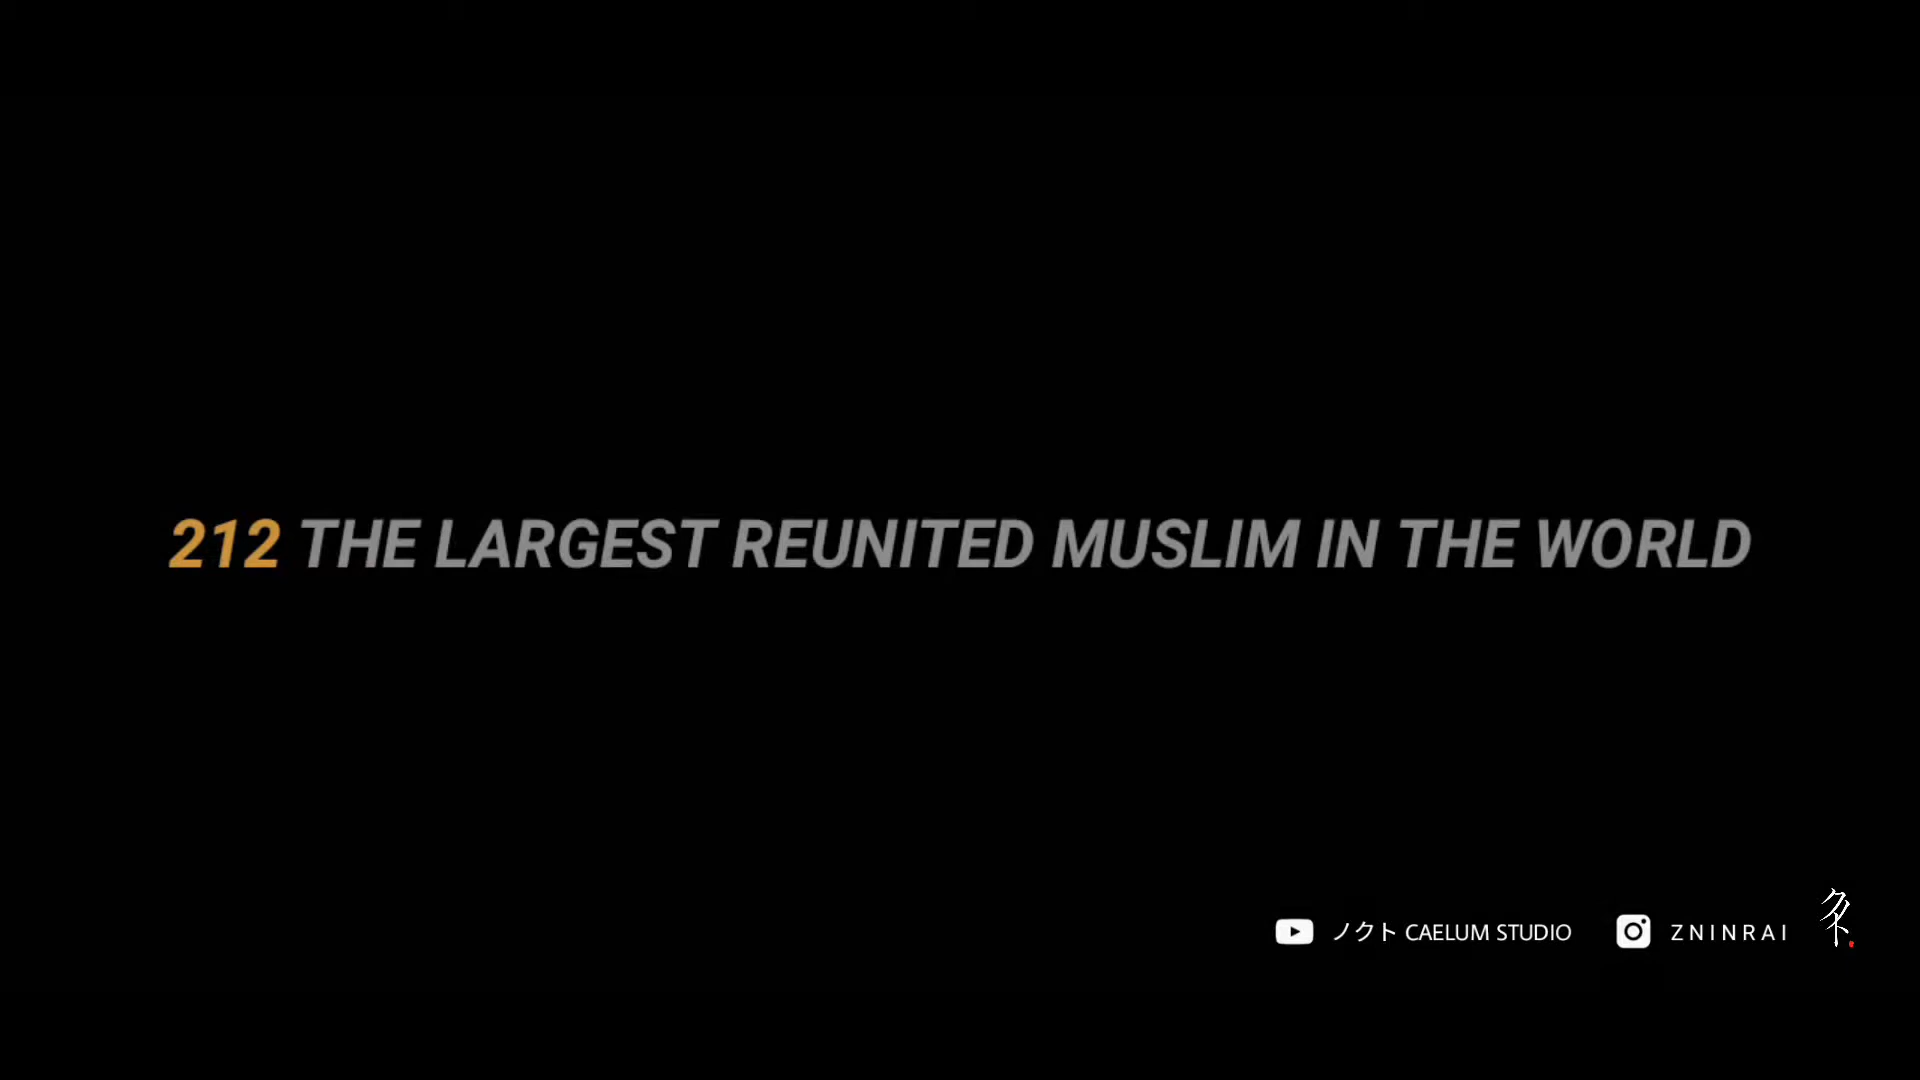 212 THE LARGEST REUNITED MUSLIM IN THE WORLD
ノクト CAELUM STUDIO ZNINRAI